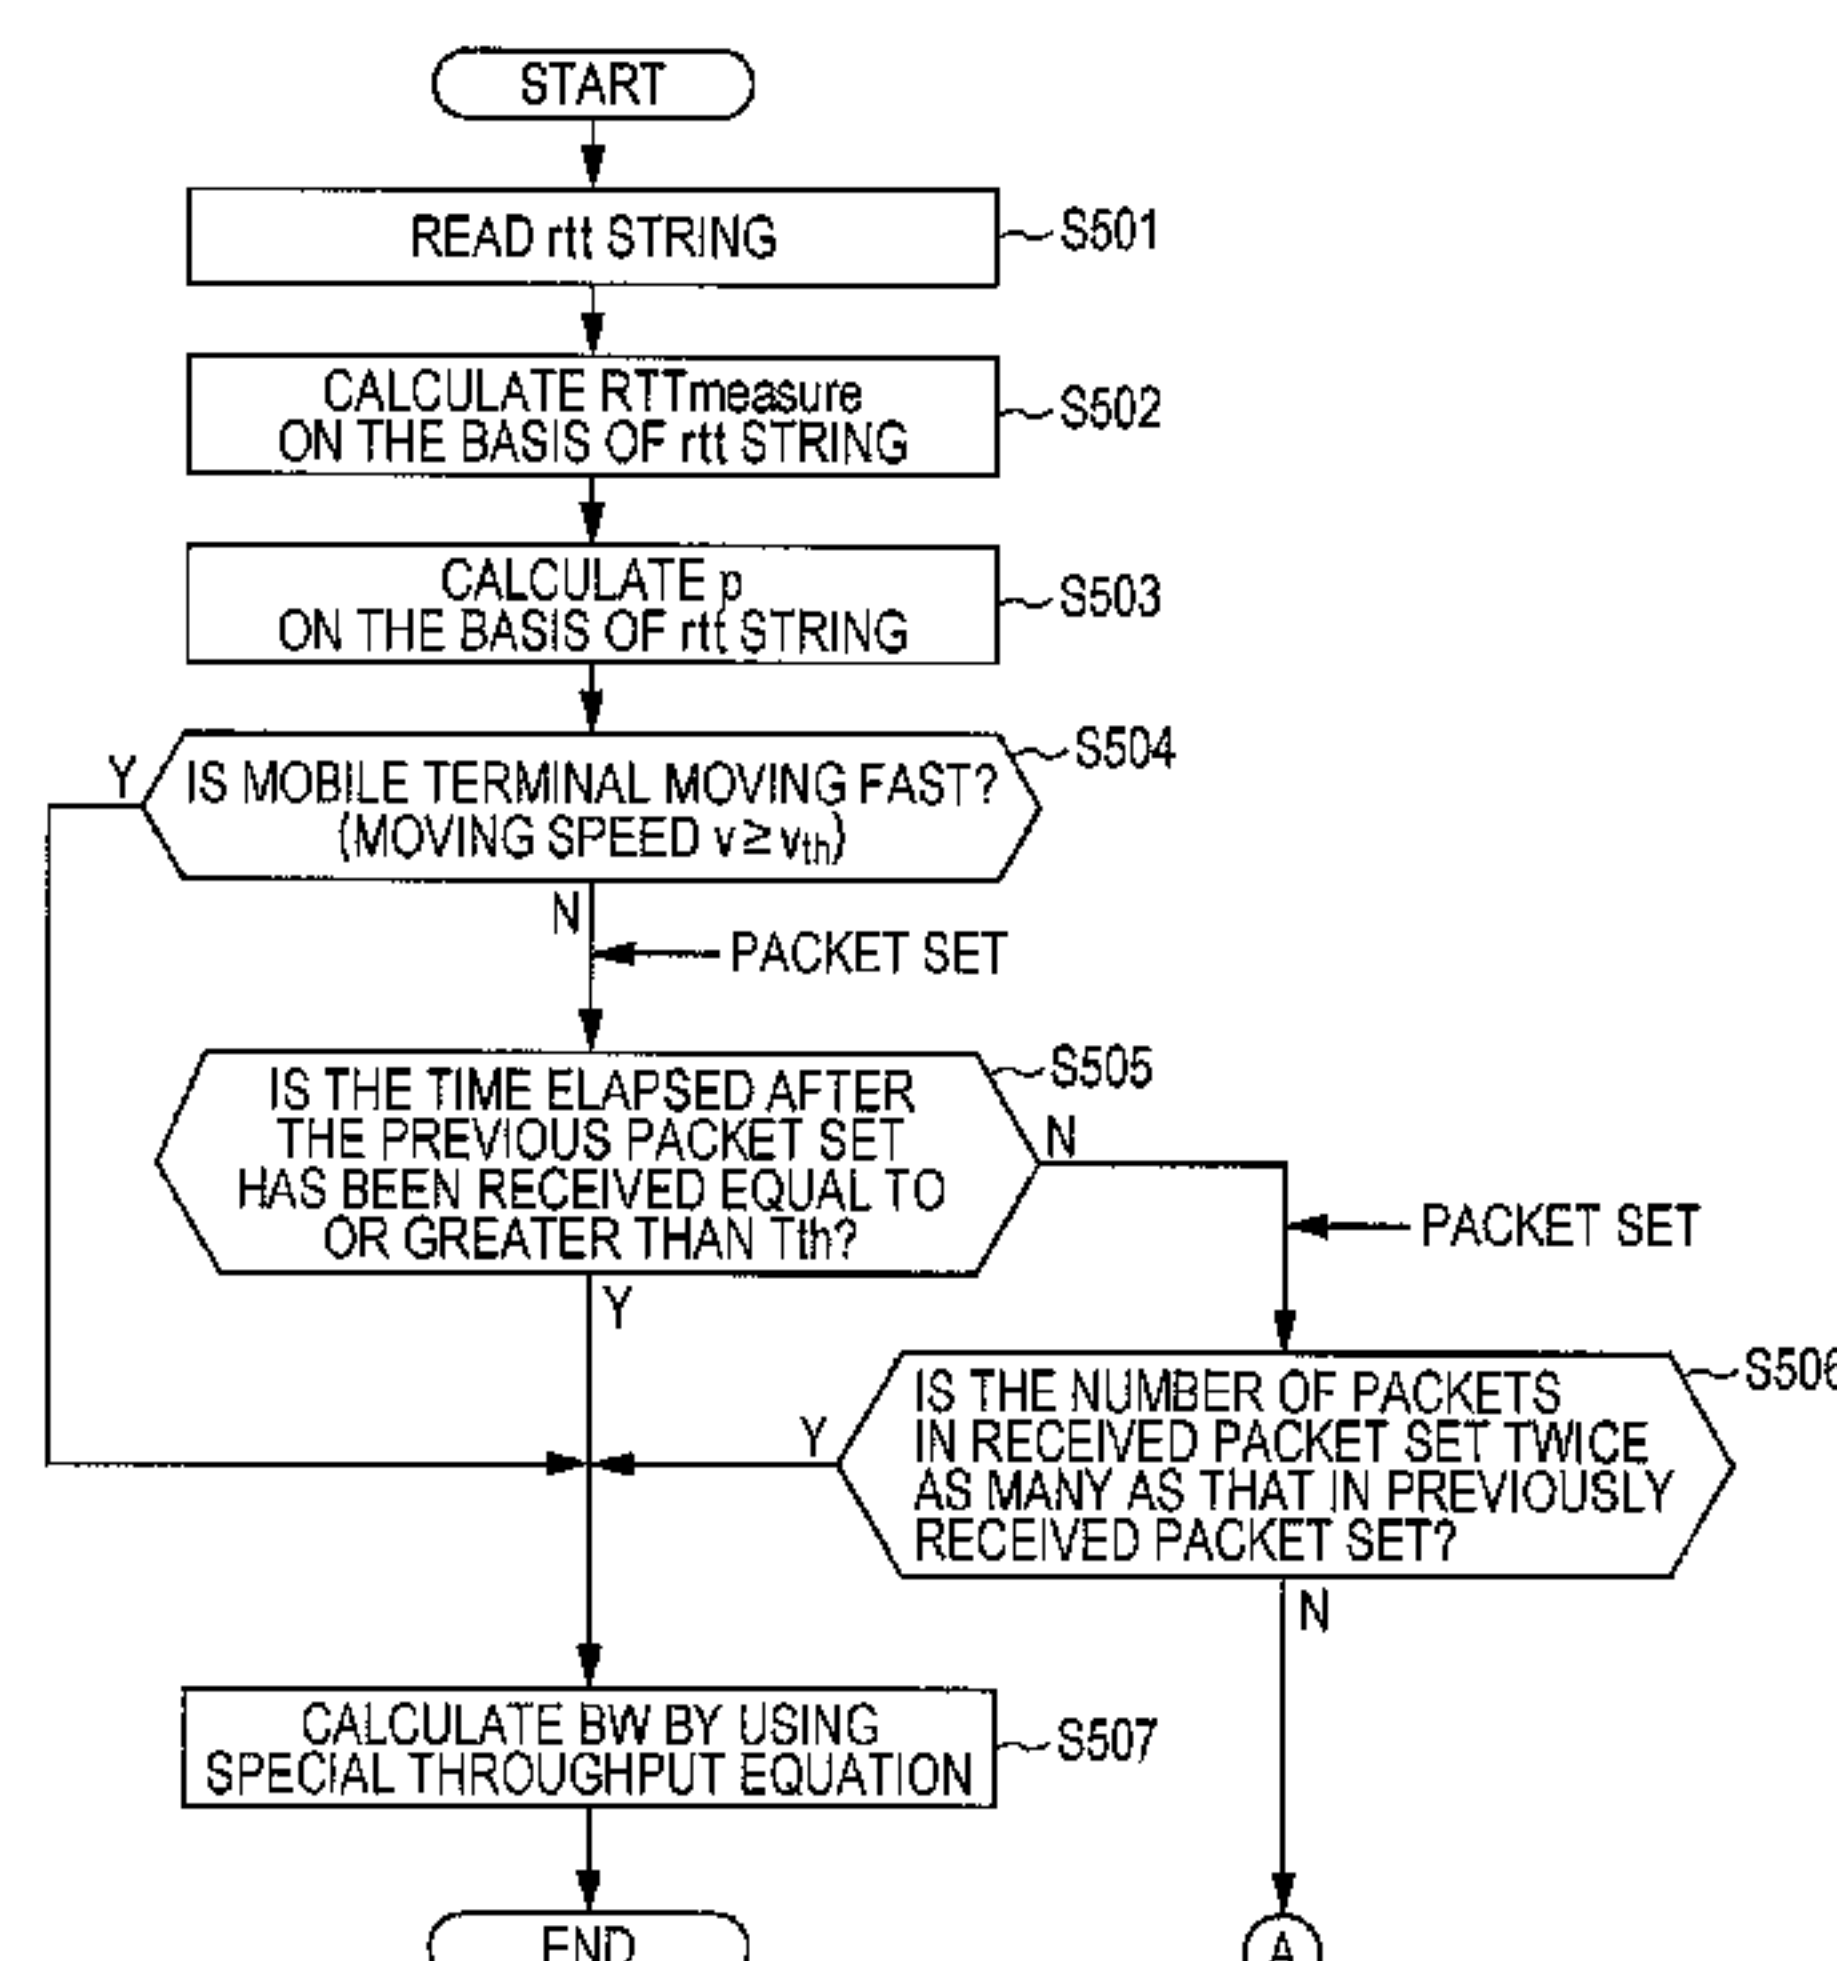 START
READ rtt STRING
S501
CALCULATE RTTmeasure
ON THE BASIS OF rtt STRING
S502
CALCULATE p
ON THE BASIS OF rtt STRING
S503
S504
Y
IS MOBILE TERMINAL MOVING FAST?
(MOVING SPEED v≥vth)
N
PACKET SET
S505
IS THE TIME ELAPSED AFTER
THE PREVIOUS PACKET SET
HAS BEEN RECEIVED EQUAL TO
OR GREATER THAN Tth?
N
PACKET SET
Y
S506
IS THE NUMBER OF PACKETS
IN RECEIVED PACKET SET TWICE
AS MANY AS THAT IN PREVIOUSLY
RECEIVED PACKET SET?
Y
N
CALCULATE BW BY USING
SPECIAL THROUGHPUT EQUATION
S507
END
A